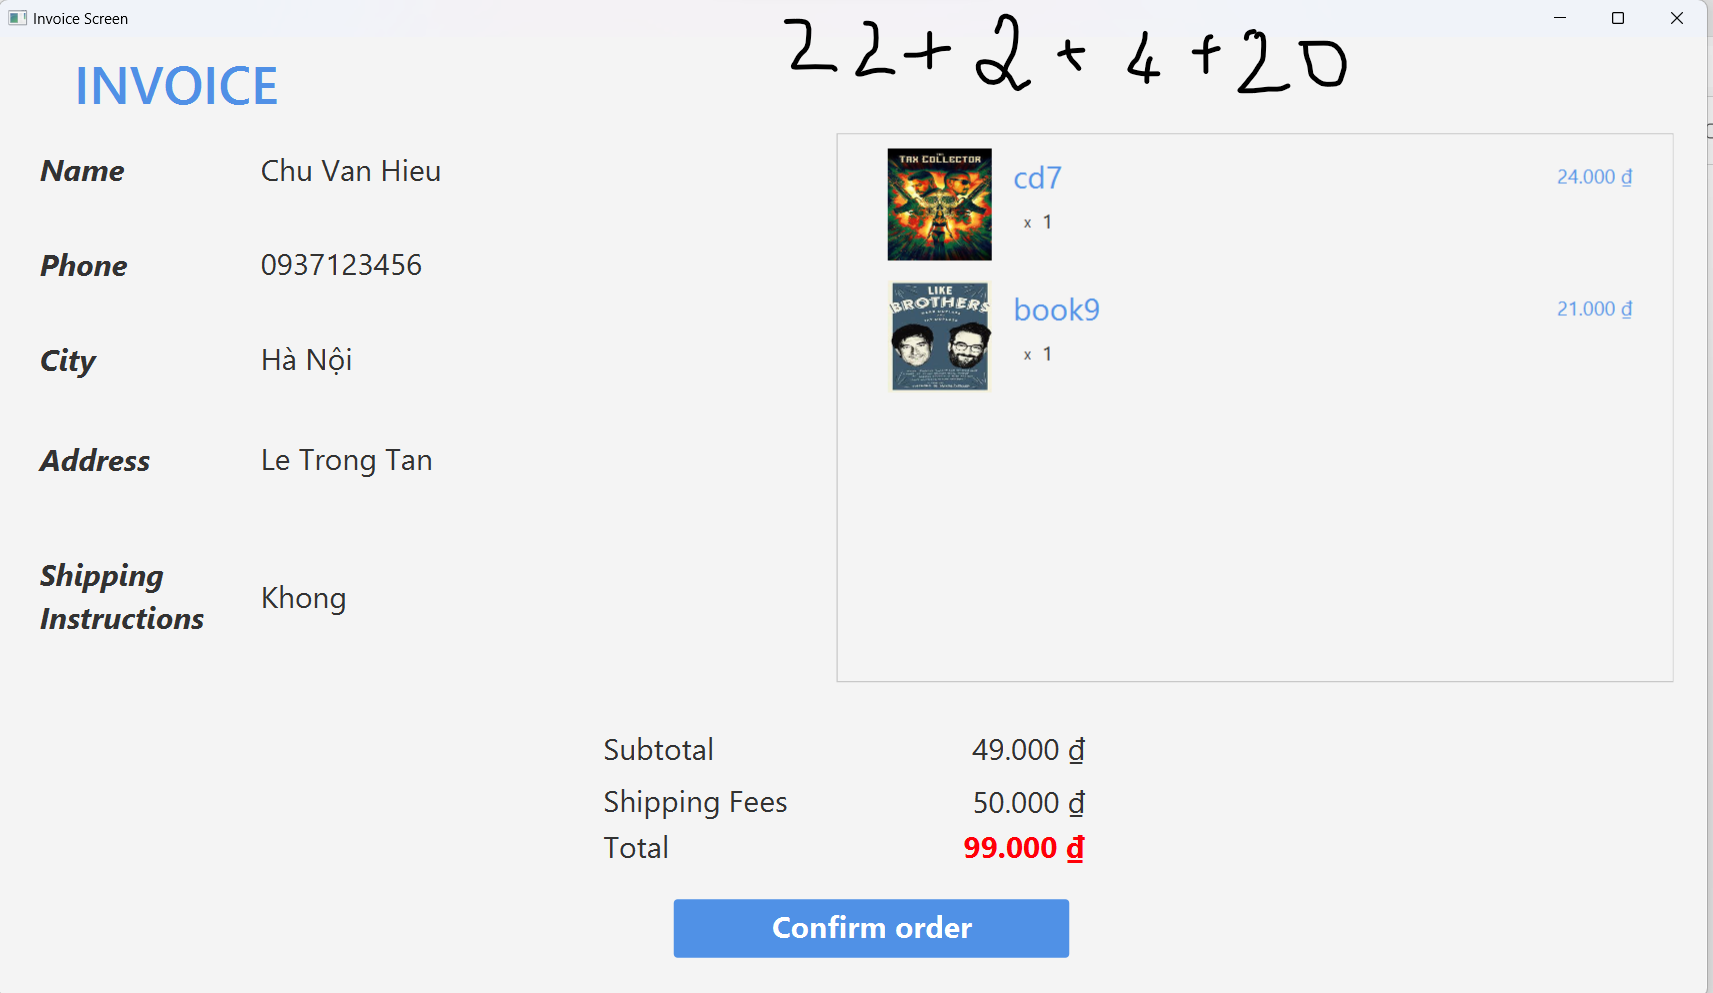 Invoice Screen
22+2+4+20
INVOICE
Name Chu Van Hieu
Phone 0937123456
City Hà Nội
Address Le Trong Tan
Shipping
Instructions
Khong
TAX COLLECTOR
cd7 24.000 ₫
x 1
LIKE
BROTHERS
book9 21.000 ₫
x 1
Subtotal 49.000 ₫
Shipping Fees 50.000 ₫
Total 99.000 ₫
Confirm order